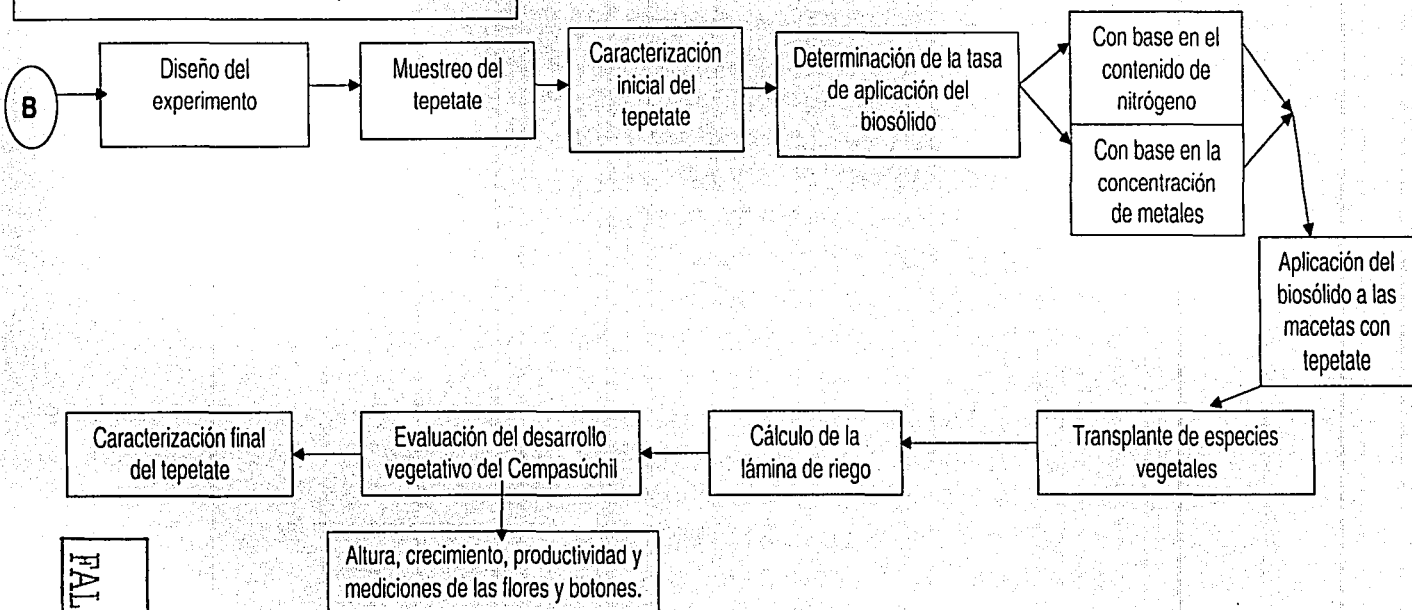 B
Diseño del
experimento
Muestreo del
tepetate
Caracterización
inicial del
tepetate
Determinación de la tasa
de aplicación del
biosólido
Con base en el
contenido de
nitrógeno
Con base en la
concentración
de metales
Aplicación del
biosólido a las
macetas con
tepetate
Transplante de especies
vegetales
Cálculo de la
lámina de riego
Evaluación del desarrollo
vegetativo del Cempasúchil
Caracterización final
del tepetate
Altura, crecimiento, productividad y
mediciones de las flores y botones.
FAL